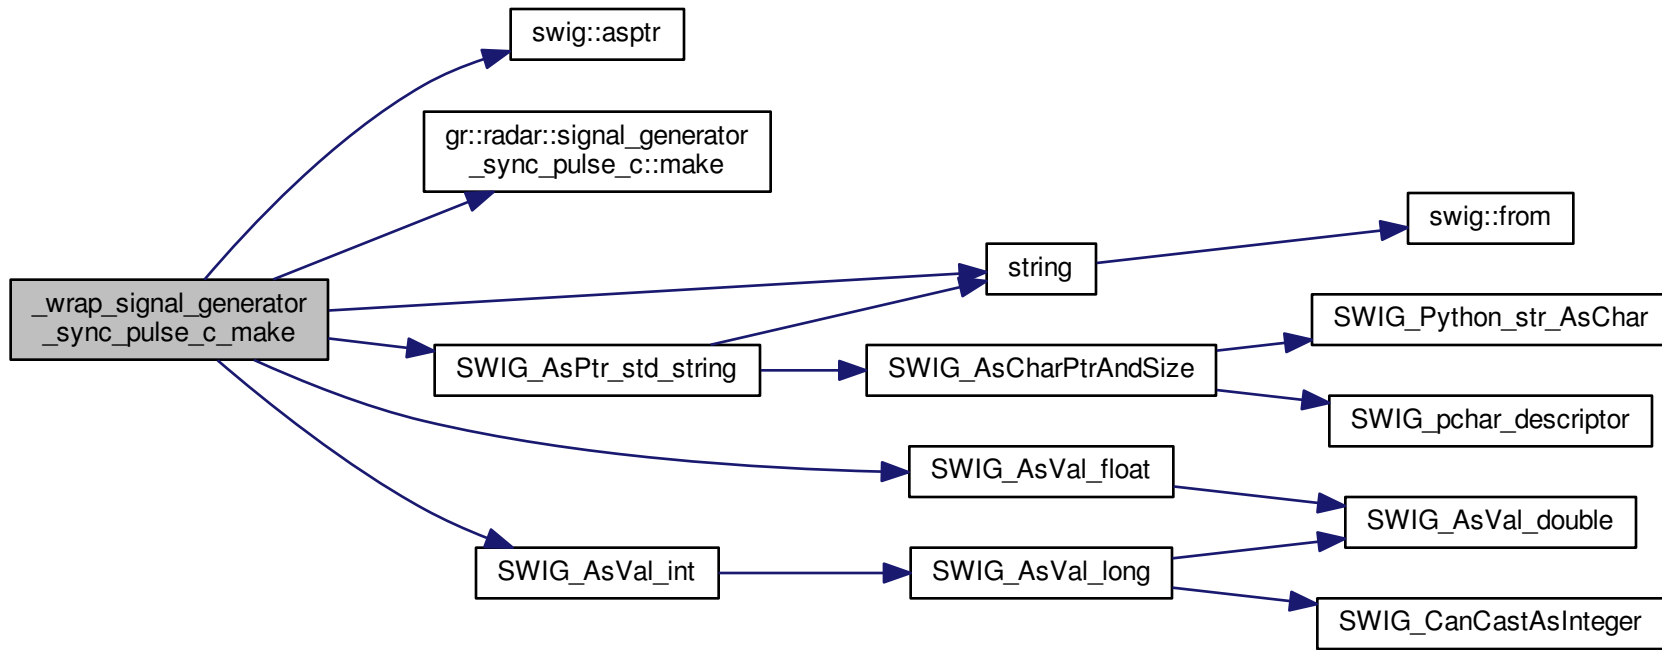 swig::asptr
gr::radar::signal_generator
_sync_pulse_c::make
swig::from
string
_wrap_signal_generator
_sync_pulse_c_make
SWIG_Python_str_AsChar
SWIG_AsPtr_std_string
SWIG_AsCharPtrAndSize
SWIG_pchar_descriptor
SWIG_AsVal_float
SWIG_AsVal_double
SWIG_AsVal_int
SWIG_AsVal_long
SWIG_CanCastAsInteger